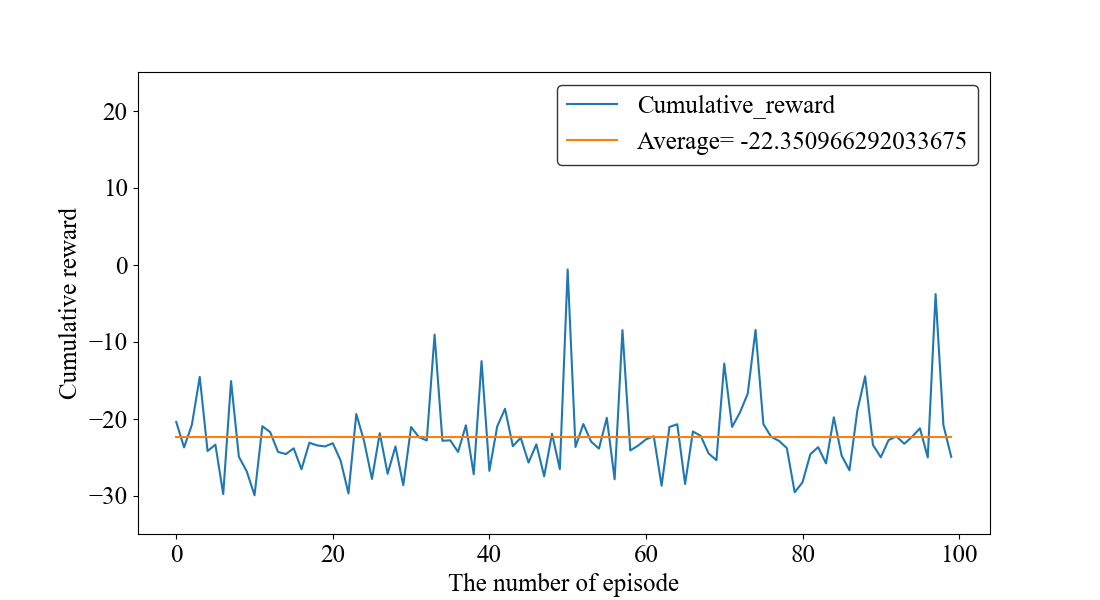 Cumulative_reward
Average= -22.350966292033675
20
10
0
−10
−20
−30
Cumulative reward
0 20 40 60 80 100
The number of episode